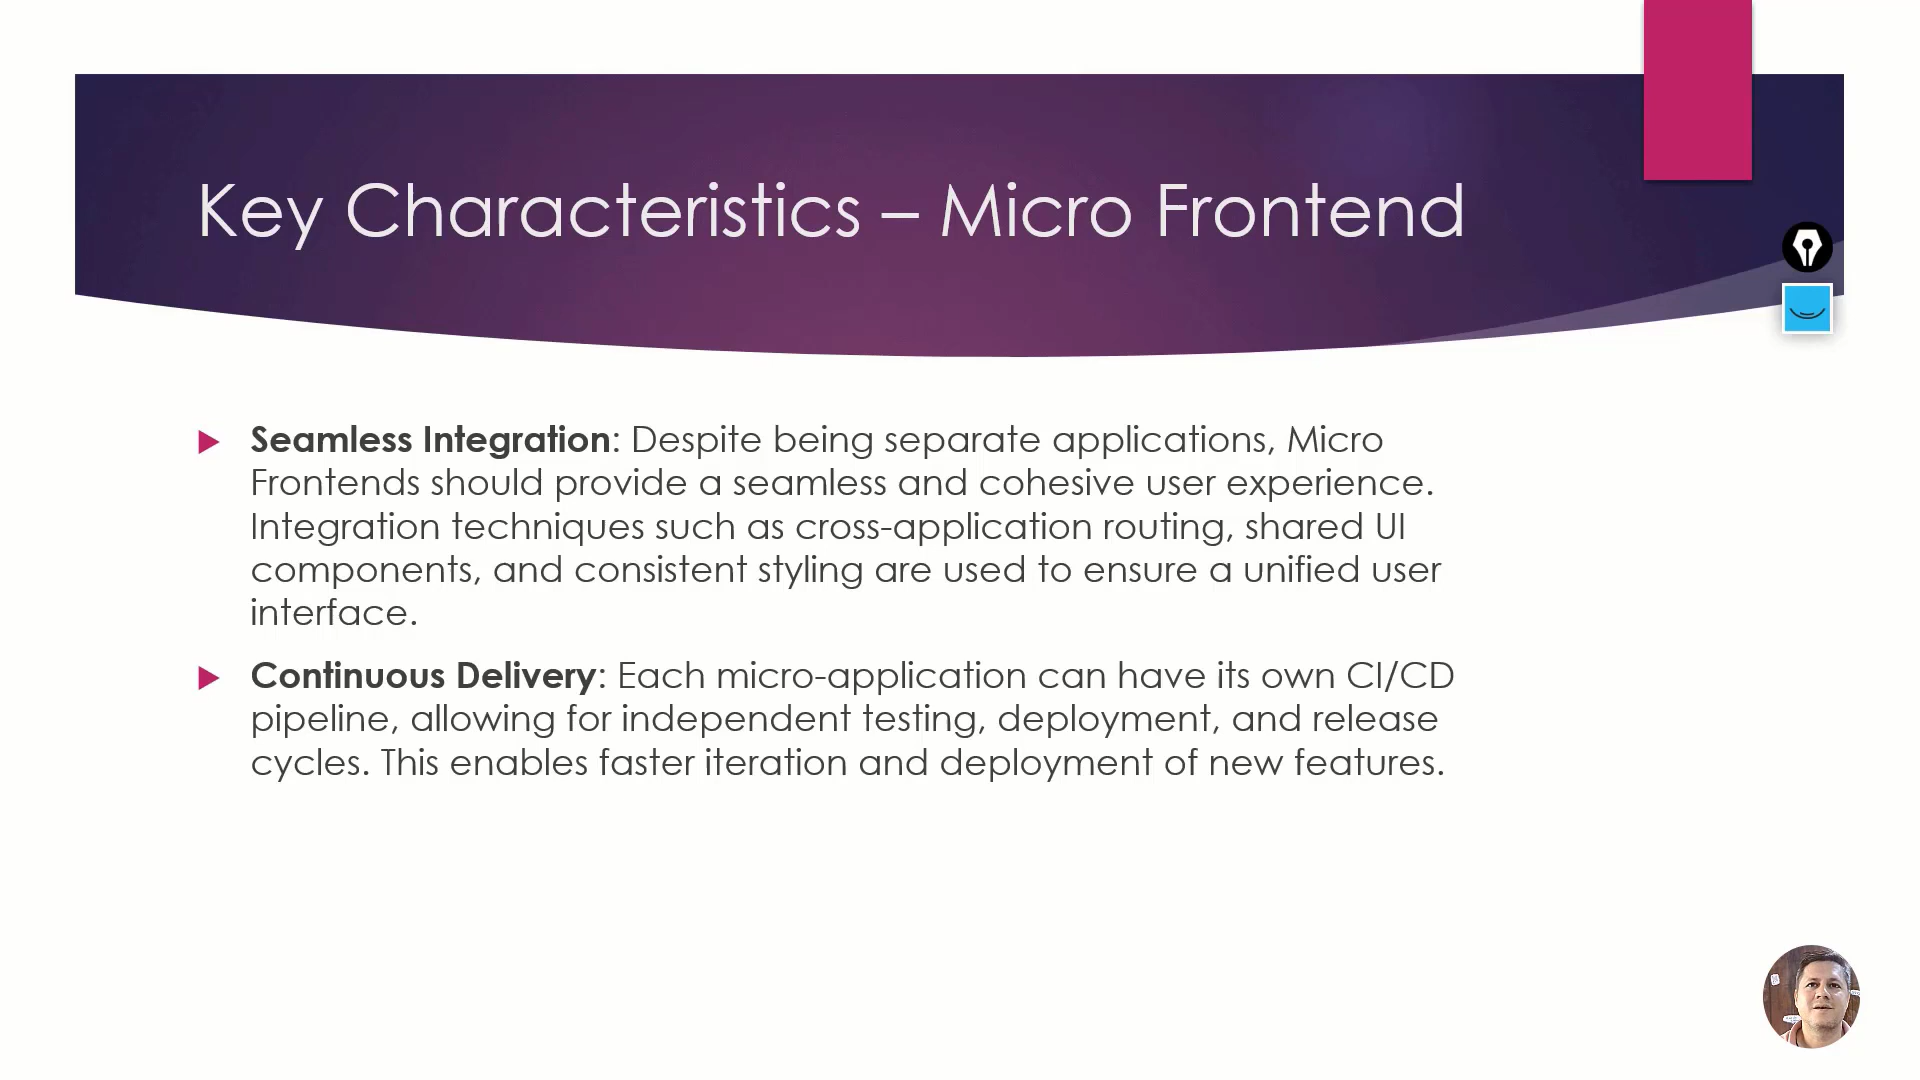 Key Characteristics – Micro Frontend
Seamless Integration: Despite being separate applications, Micro
Frontends should provide a seamless and cohesive user experience.
Integration techniques such as cross-application routing, shared UI
components, and consistent styling are used to ensure a unified user
interface.
Continuous Delivery: Each micro-application can have its own CI/CD
pipeline, allowing for independent testing, deployment, and release
cycles. This enables faster iteration and deployment of new features.